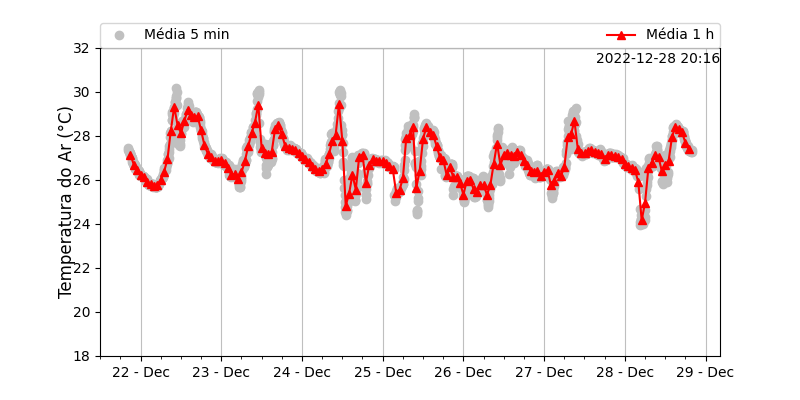 Média 5 min
Média 1 h
2022-12-28 20:16
Temperatura do Ar (°C)
32
30
28
26
24
22
20
18
22 - Dec
23 - Dec
24 - Dec
25 - Dec
26 - Dec
27 - Dec
28 - Dec
29 - Dec